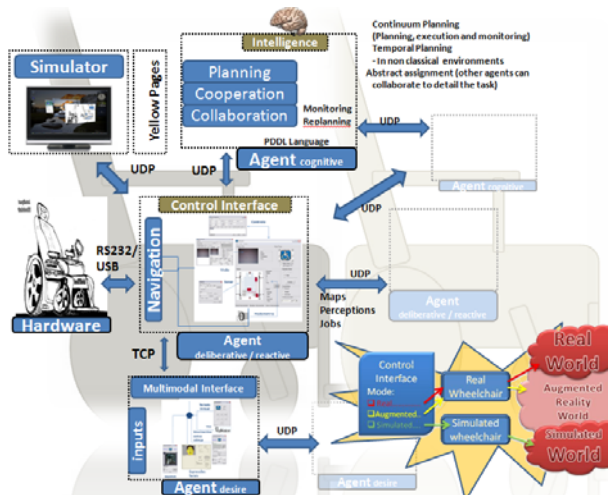 Continuum Planning
(Planning, execution and monitoring)
Temporal Planning
- In non classical environments
Abstract assignment (other agents can
collaborate to detail the task)
Intelligence
Simulator
Yellow Pages
Planning
Cooperation
Collaboration
Monitoring
Replanning
PDDL Language
UDP
Agent cognitive
UDP
UDP
Agent cognitive
Control Interface
UDP
Navigation
RS232/
USB
UDP
Maps
Perceptions
Jobs
Hardware
Agent
deliberative / reactive
Agent
deliberative / reactive
TCP
Multimodal Interface
inputs
UDP
Agent desire
Agent desire
Control
Interface
Mode:
Real...
Augmented...
Simulated...
Real
Wheelchair
Simulated
wheelchair
Real
World
Augmented
Reality
World
Simulated
World